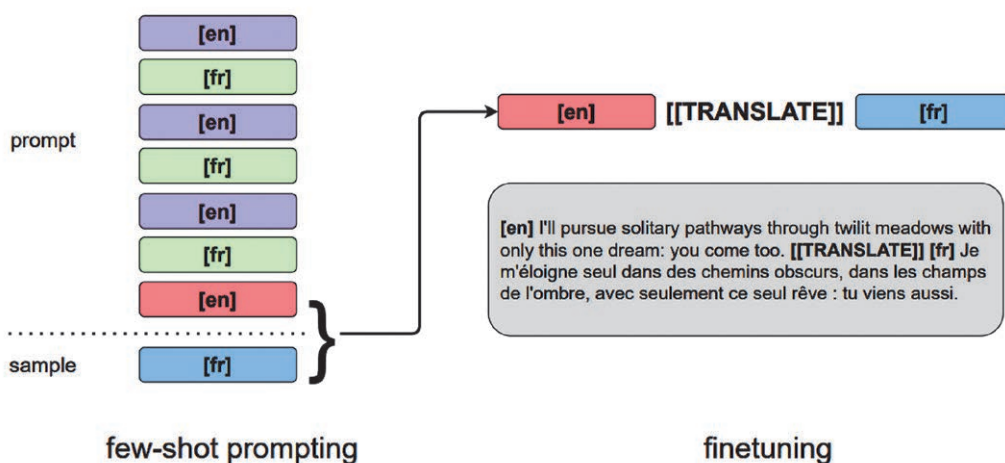 [en]
[fr]
[en]
prompt
[fr]
[en]
[fr]
[en]
sample
[fr]
few-shot prompting
[en] [[TRANSLATE]] [fr]
[en] I'll pursue solitary pathways through twilit meadows with
only this one dream: you come too. [[TRANSLATE]] [fr] Je
m'éloigne seul dans des chemins obscurs, dans les champs
de l'ombre, avec seulement ce seul rêve : tu viens aussi.
finetuning